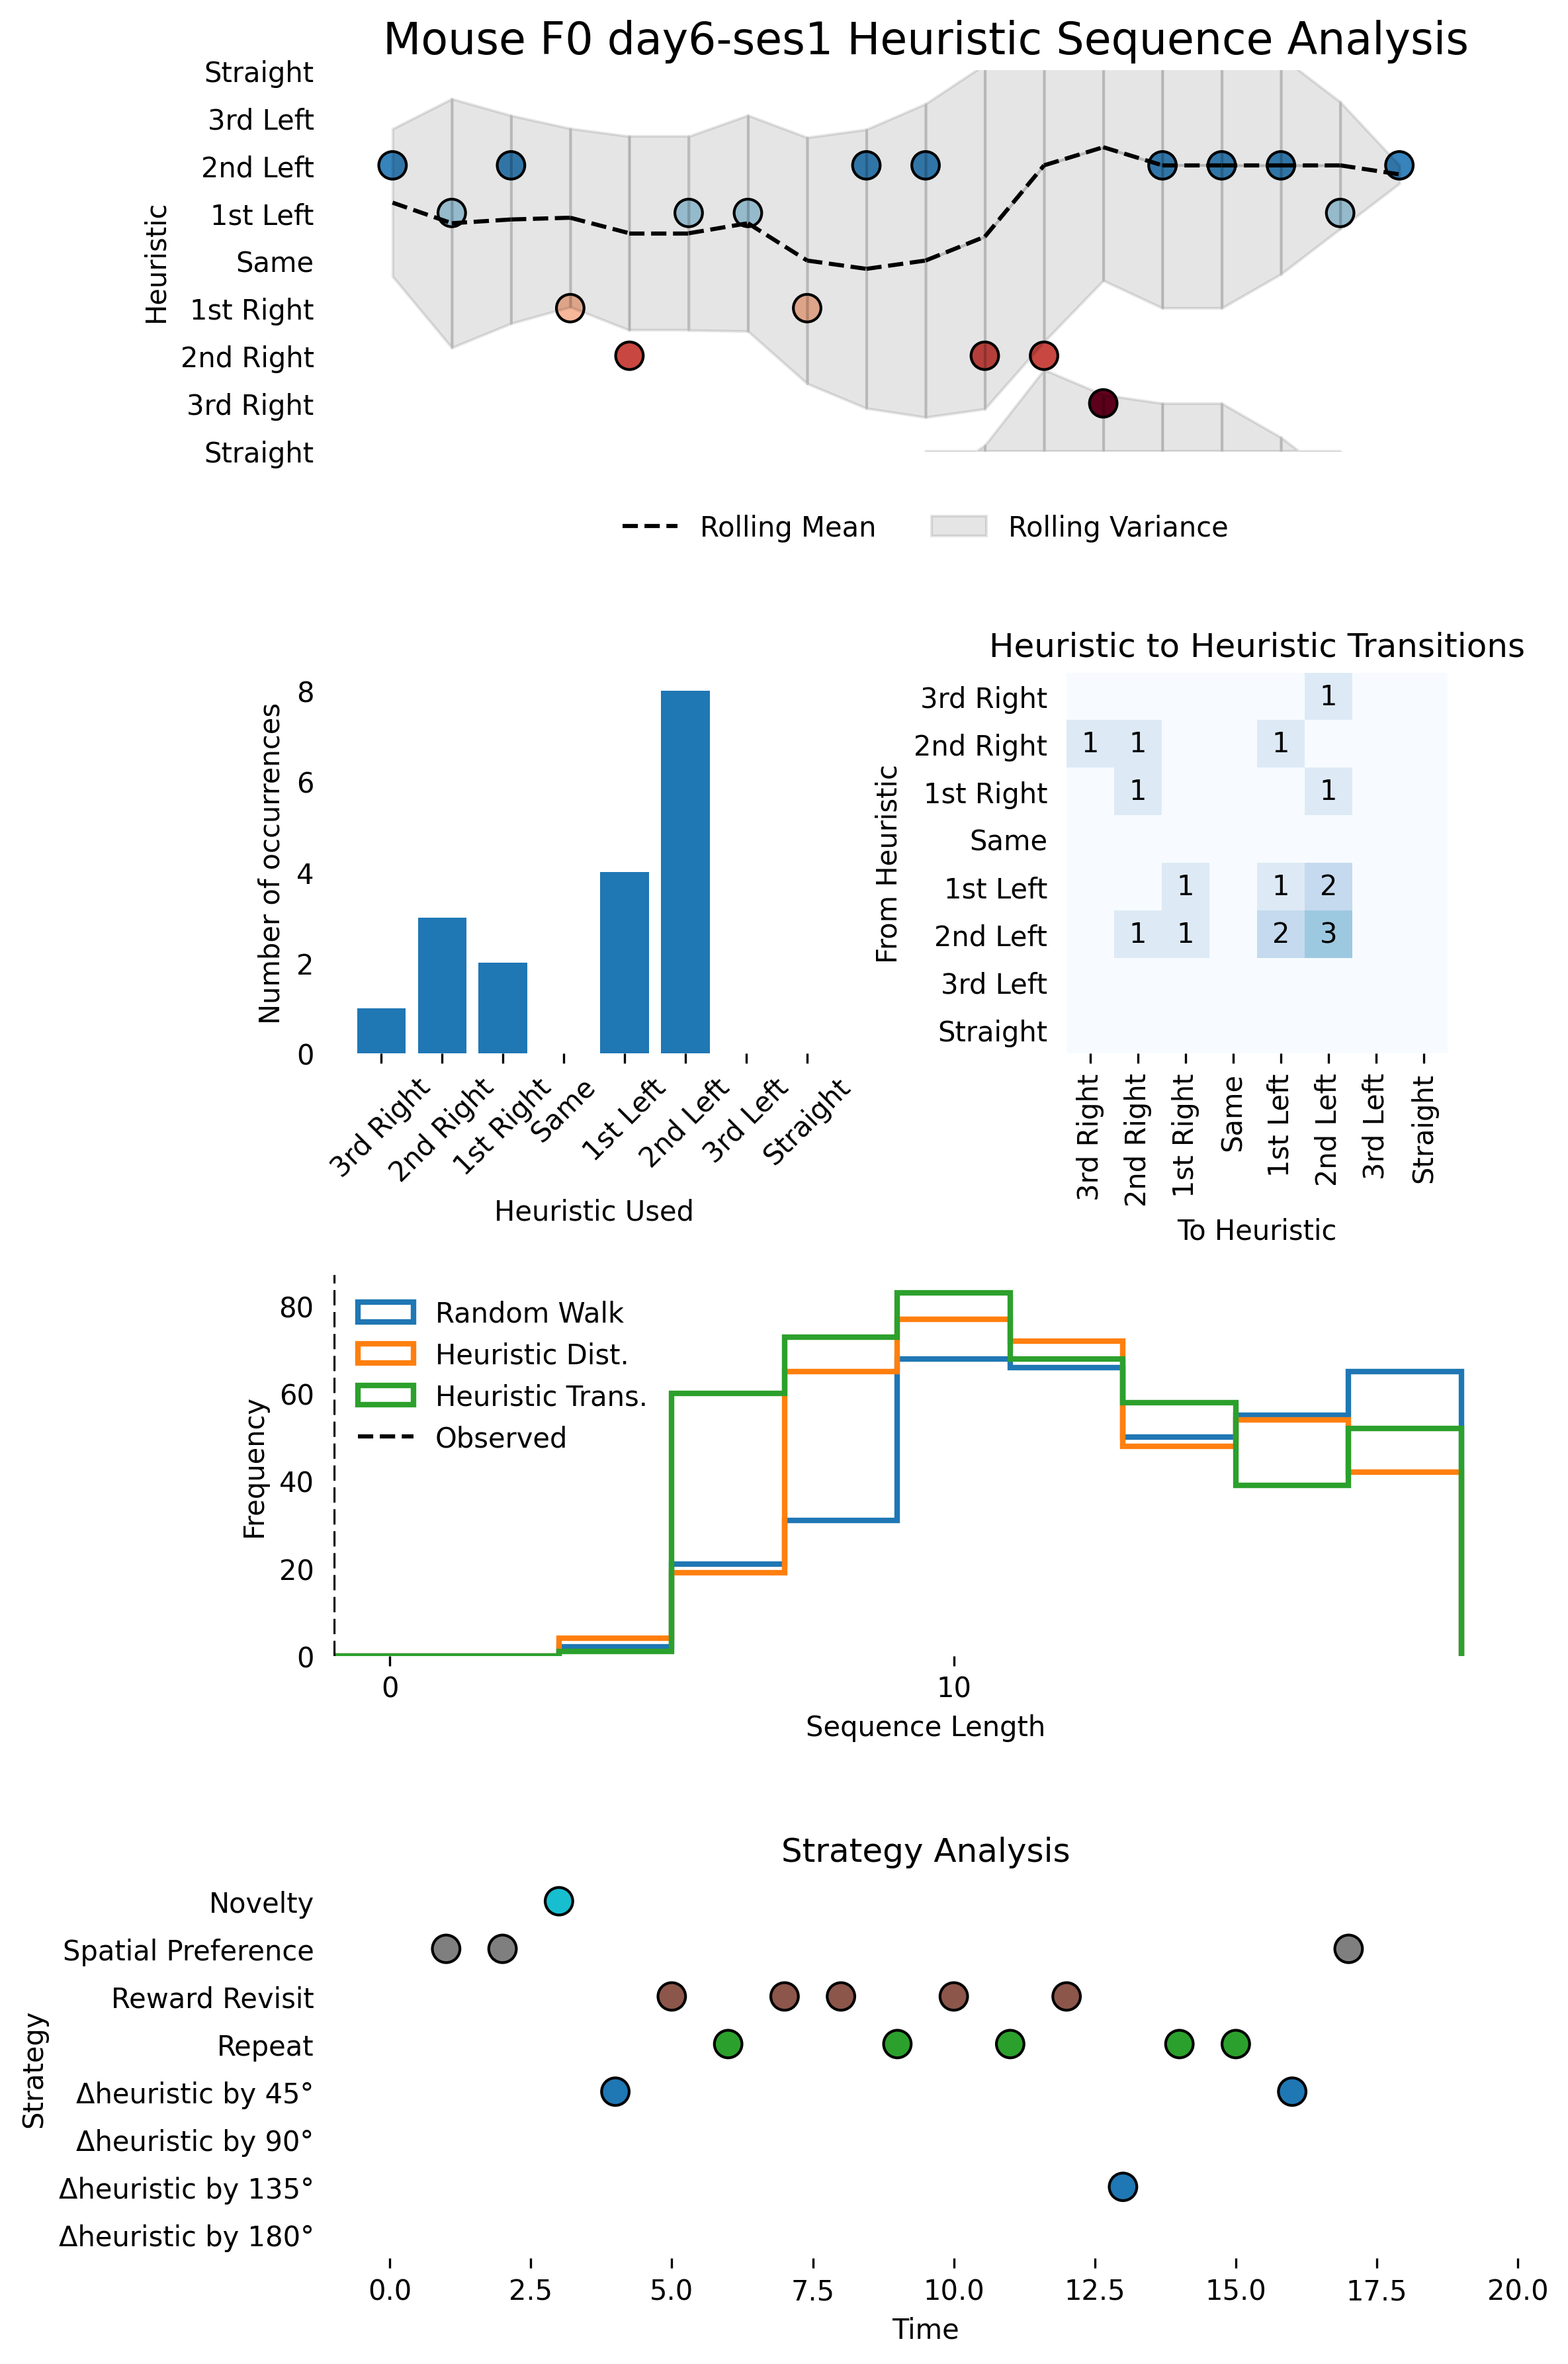 Mouse F0 day6-ses1 Heuristic Sequence Analysis
Heuristic
Straight
3rd Left
2nd Left
1st Left
Same
1st Right
2nd Right
3rd Right
Straight
Rolling Mean
Rolling Variance
Number of occurrences
8
6
4
2
0
3rd Right
2nd Right
1st Right
Same
1st Left
2nd Left
3rd Left
Straight
Heuristic Used
Heuristic to Heuristic Transitions
From Heuristic
3rd Right 1
2nd Right 1 1 1
1st Right 1 1
Same
1st Left 1 1 2
2nd Left 1 1 2 3
3rd Left
Straight
3rd Right
2nd Right
1st Right
Same
1st Left
2nd Left
3rd Left
Straight
To Heuristic
Frequency
80
60
40
20
0
Random Walk
Heuristic Dist.
Heuristic Trans.
Observed
0 10
Sequence Length
Strategy Analysis
Strategy
Novelty
Spatial Preference
Reward Revisit
Repeat
Δheuristic by 45°
Δheuristic by 90°
Δheuristic by 135°
Δheuristic by 180°
0.0 2.5 5.0 7.5 10.0 12.5 15.0 17.5 20.0
Time